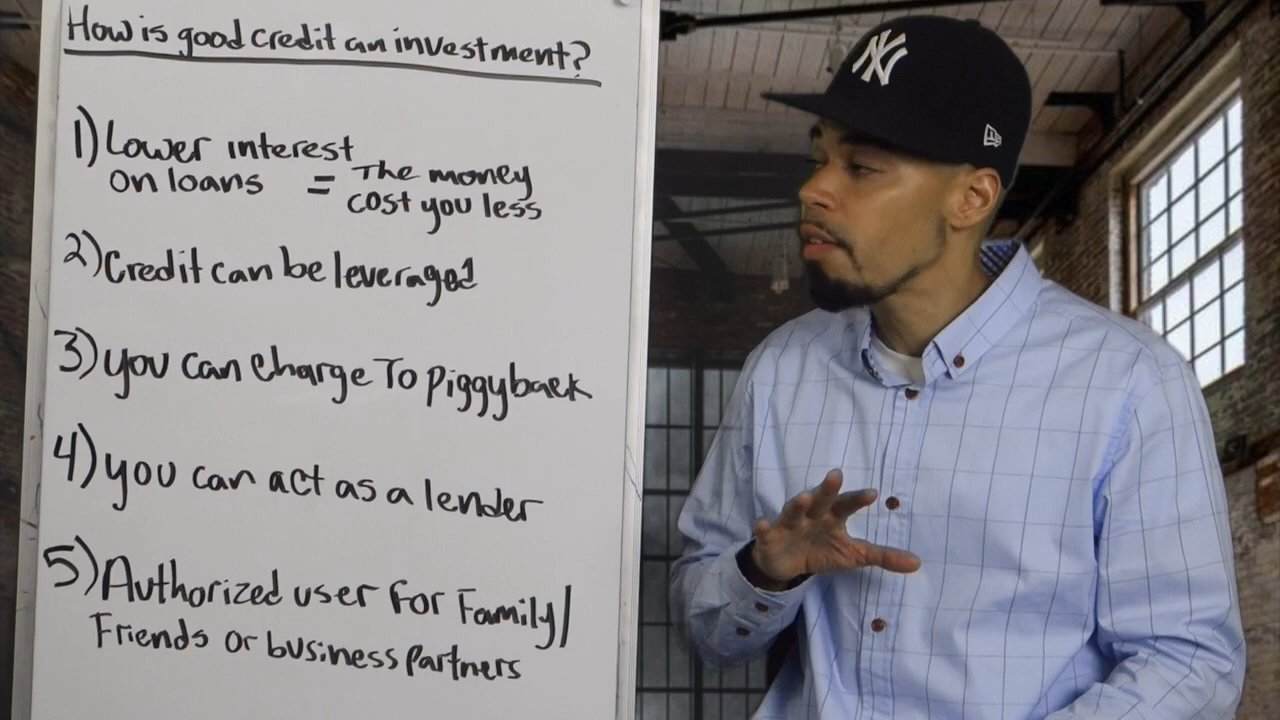 How is good credit an investment?
1) Lower interest
on loans = The money
cost you less
2) Credit can be leveraged
3) you can charge To piggyback
4) you can act as a lender
5) Authorized user for Family/
Friends or business partners
NY